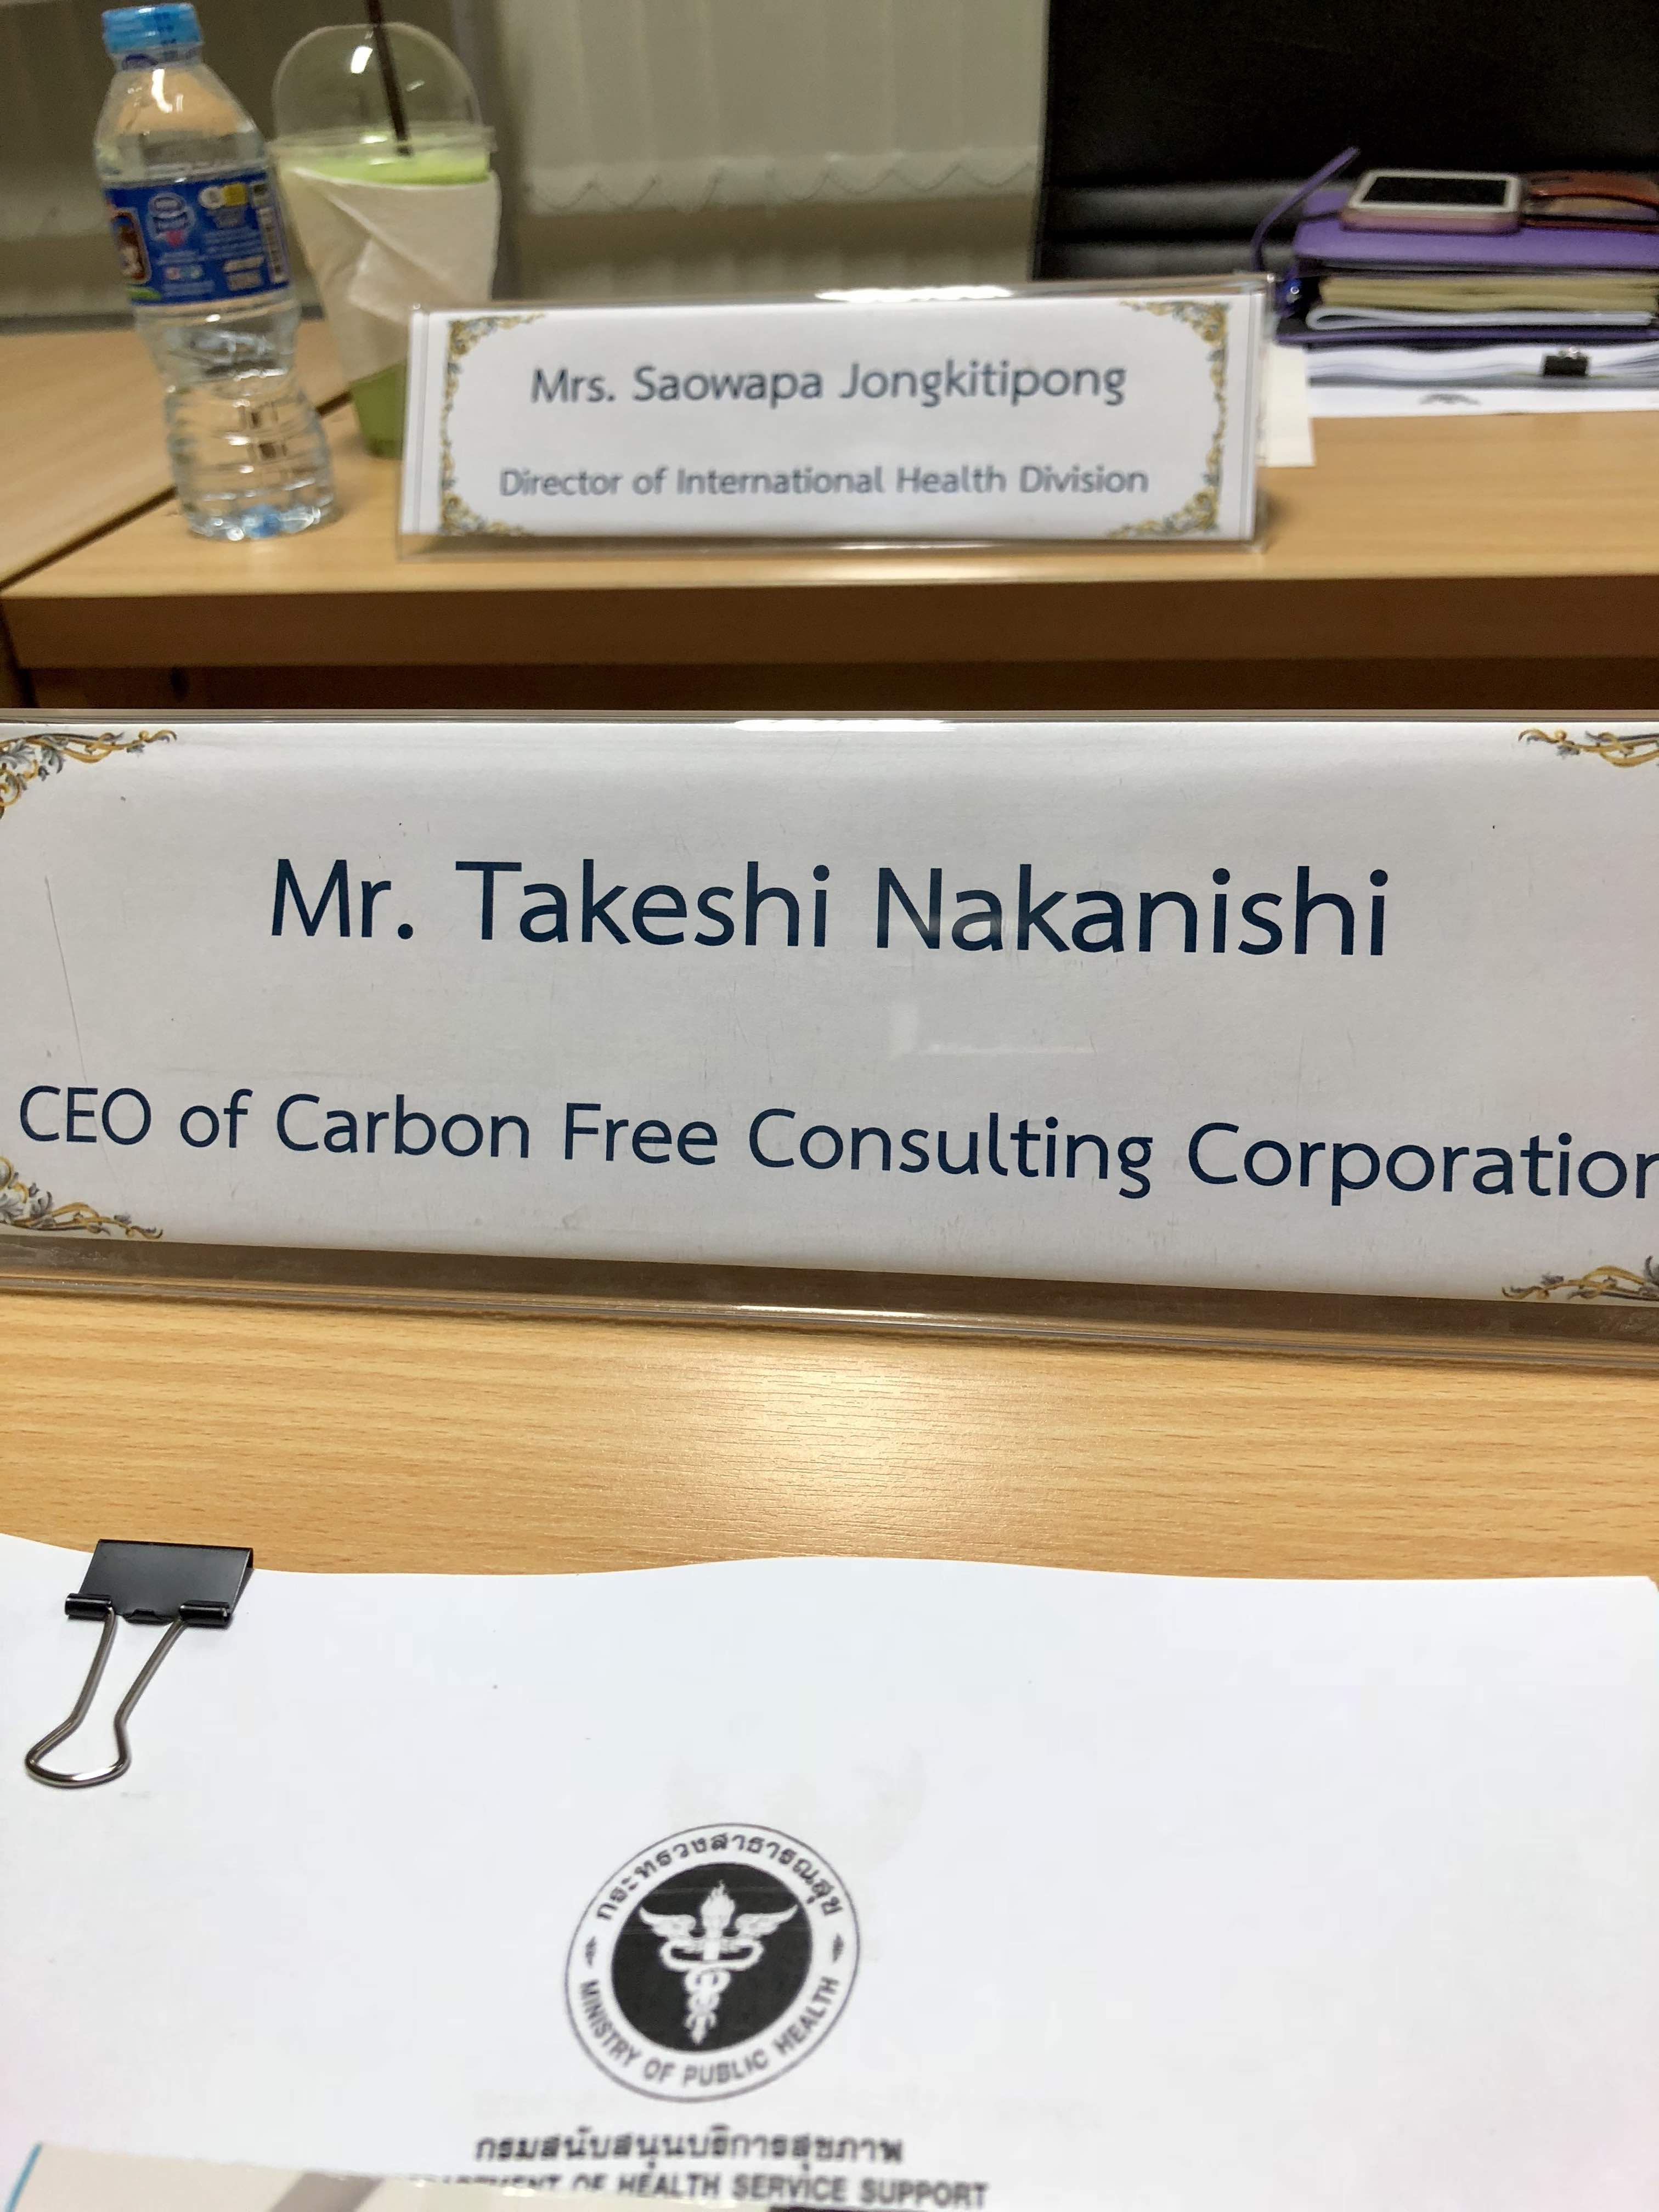 Mrs. Saowapa Jongkitipong
Director of International Health Division
Mr. Takeshi Nakanishi
CEO of Carbon Free Consulting Corporation
กระทรวงสาธารณสุข
MINISTRY OF PUBLIC HEALTH
กรมสนับสนุนบริการสุขภาพ
OF HEALTH SERVICE SUPPORT